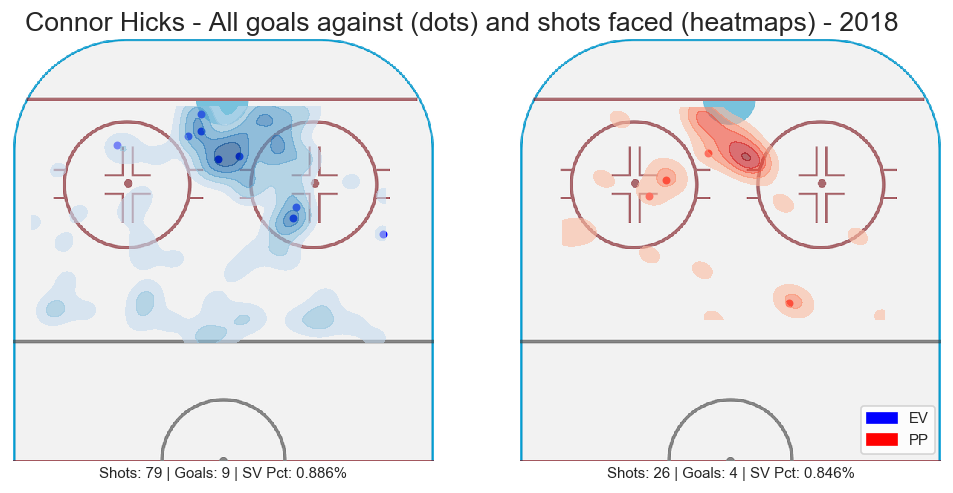 Connor Hicks - All goals against (dots) and shots faced (heatmaps) - 2018
EV
PP
Shots: 79 | Goals: 9 | SV Pct: 0.886%
Shots: 26 | Goals: 4 | SV Pct: 0.846%